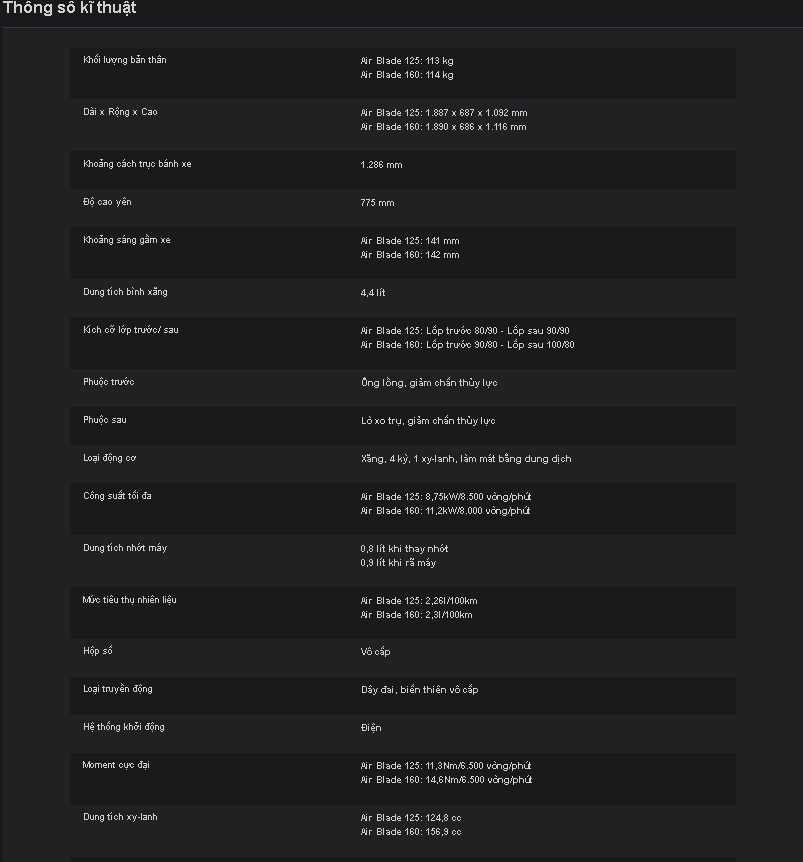 Thông số kĩ thuật
Khối lượng bản thân
Air Blade 125: 113 kg
Air Blade 160: 114 kg
Dài x Rộng x Cao
Air Blade 125: 1.887 x 687 x 1.092 mm
Air Blade 160: 1.890 x 686 x 1.116 mm
Khoảng cách trục bánh xe
1.286 mm
Độ cao yên
775 mm
Khoảng sáng gầm xe
Air Blade 125: 141 mm
Air Blade 160: 142 mm
Dung tích bình xăng
4,4 lít
Kích cỡ lớp trước/ sau
Air Blade 125: Lốp trước 80/90 - Lốp sau 90/90
Air Blade 160: Lốp trước 90/80 - Lốp sau 100/80
Phuộc trước
Ống lồng, giảm chấn thủy lực
Phuộc sau
Lò xo trụ, giảm chấn thủy lực
Loại động cơ
Xăng, 4 kỳ, 1 xy-lanh, làm mát bằng dung dịch
Công suất tối đa
Air Blade 125: 8,75kW/8.500 vòng/phút
Air Blade 160: 11,2kW/8.000 vòng/phút
Dung tích nhớt máy
0,8 lít khi thay nhớt
0,9 lít khi rã máy
Mức tiêu thụ nhiên liệu
Air Blade 125: 2,26l/100km
Air Blade 160: 2,3l/100km
Hộp số
Vô cấp
Loại truyền động
Dây đai, biến thiên vô cấp
Hệ thống khởi động
Điện
Moment cực đại
Air Blade 125: 11,3Nm/6.500 vòng/phút
Air Blade 160: 14,6Nm/6.500 vòng/phút
Dung tích xy-lanh
Air Blade 125: 124,8 cc
Air Blade 160: 156,9 cc